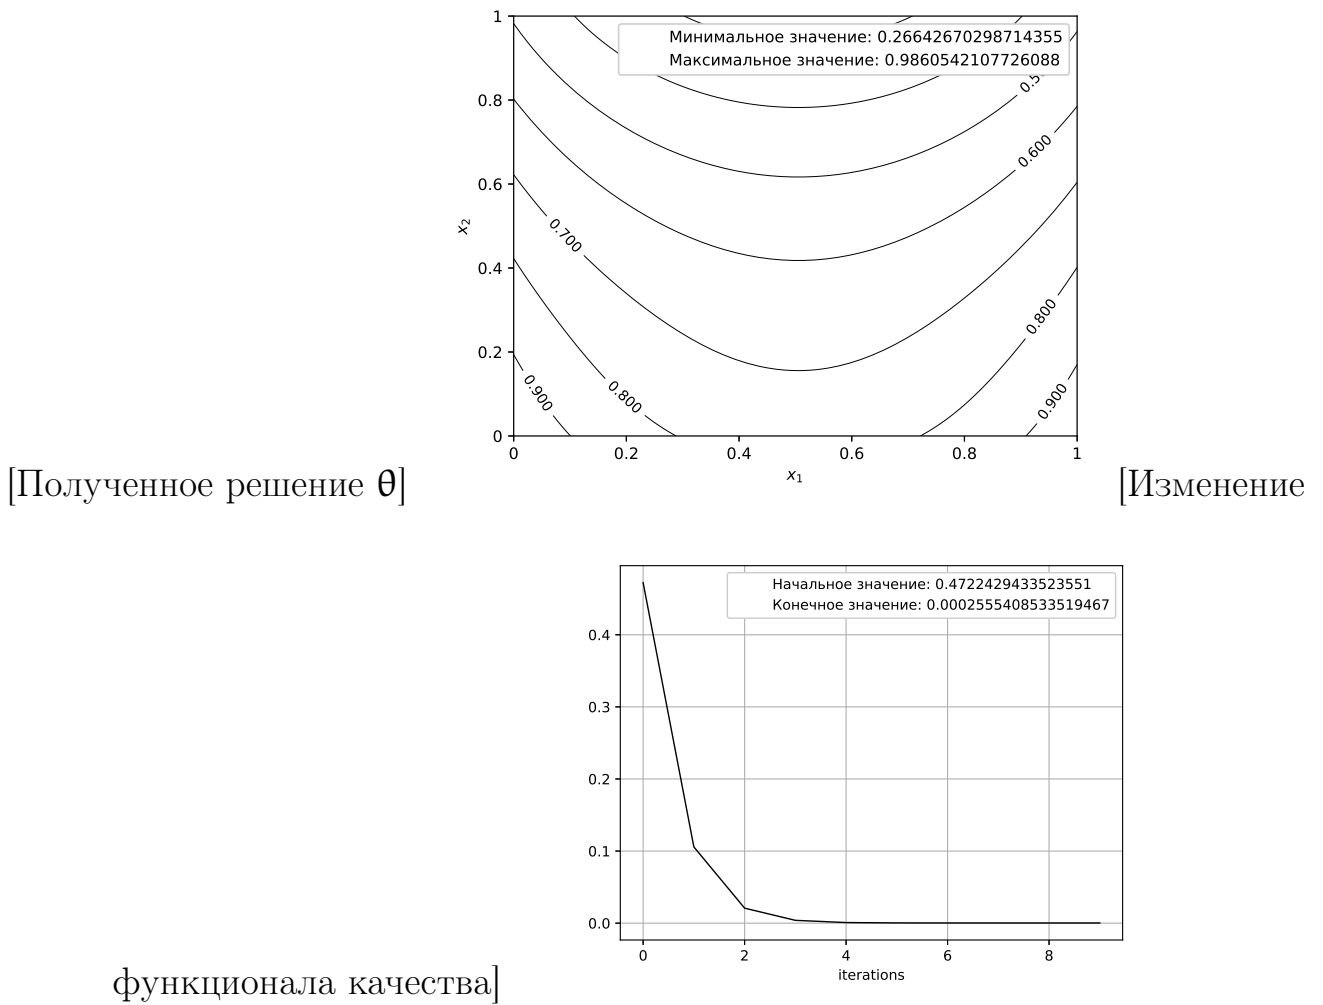 1
Минимальное значение: 0.26642670298714355
Максимальное значение: 0.9860542107726088
0.8
0.600
0.6
x2
0.700
0.4
0.800
0.2
0.900
0.800
0.900
0
0 0.2 0.4 0.6 0.8 1
x1
[Полученное решение θ]
[Изменение
Начальное значение: 0.4722429433523551
Конечное значение: 0.0002555408533519467
0.4
0.3
0.2
0.1
0.0
0 2 4 6 8
iterations
функционала качества]